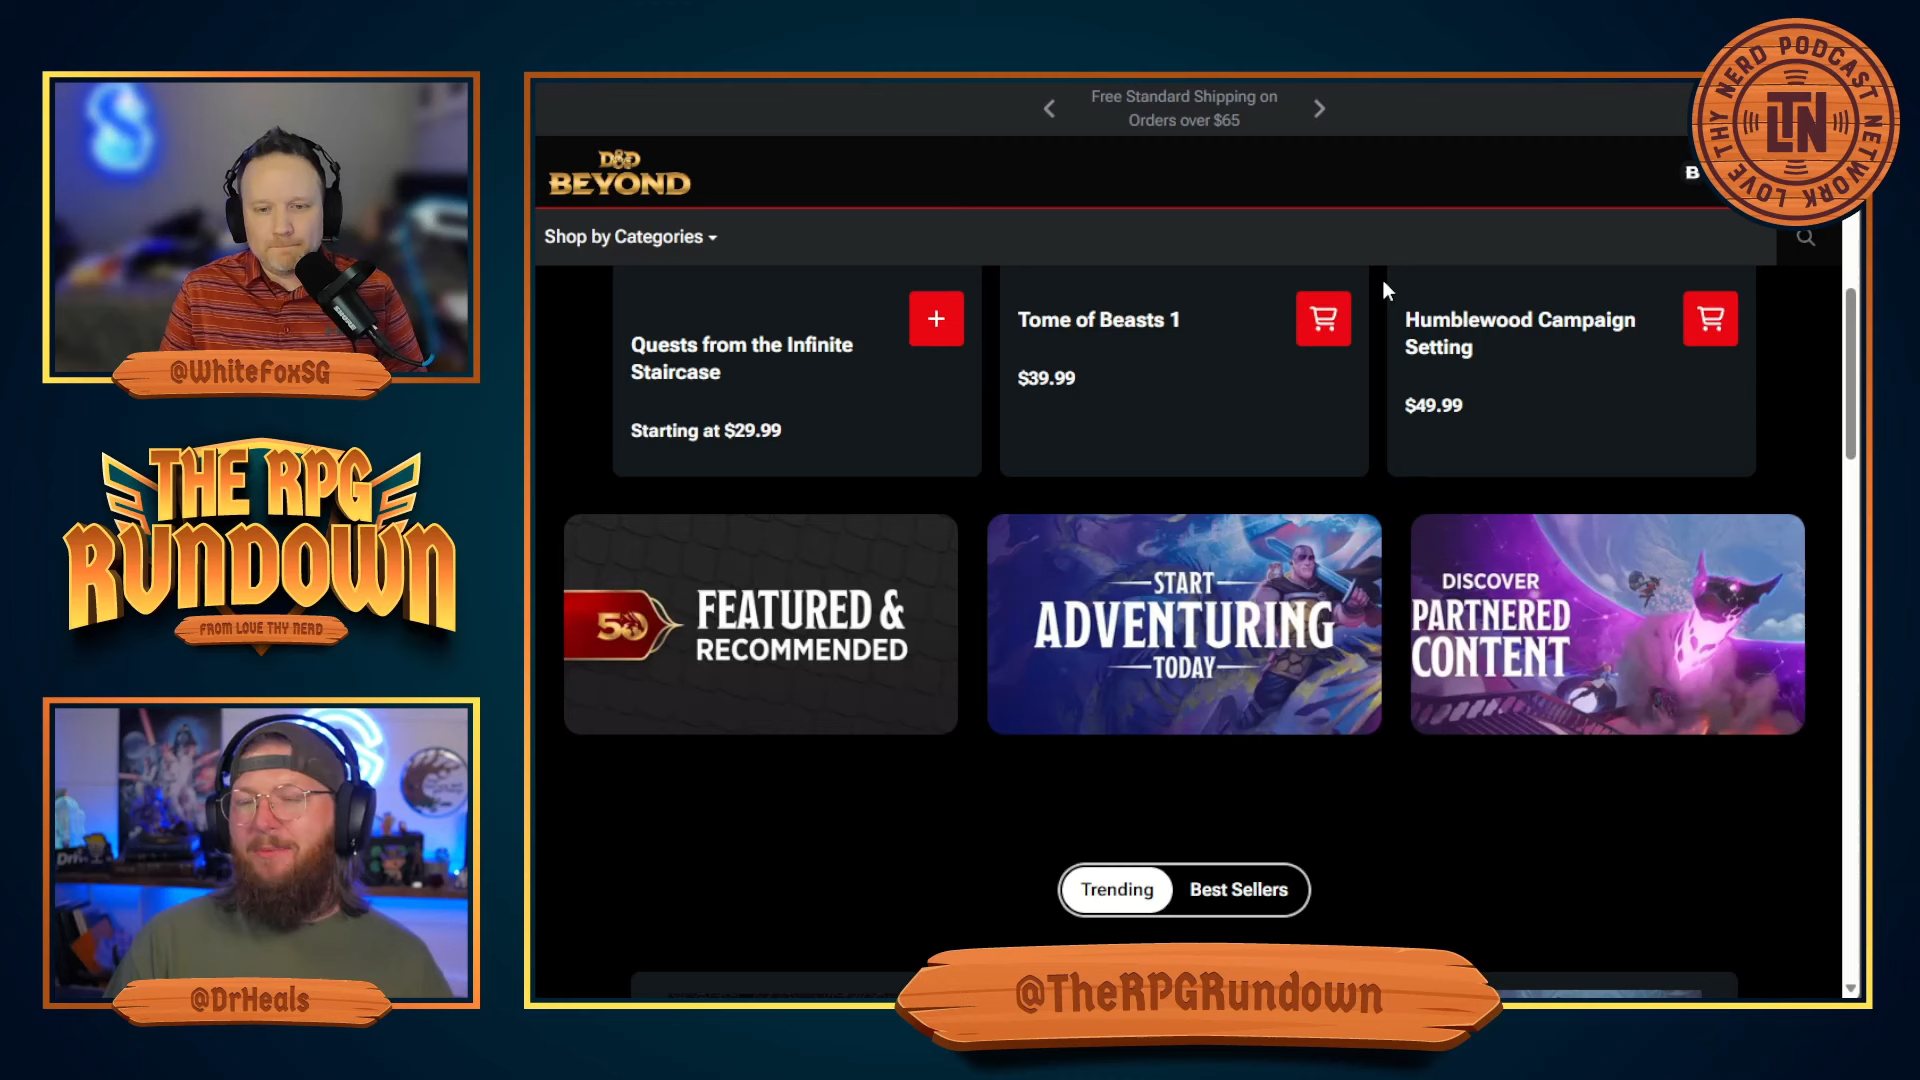 LOVE THY NERD PODCAST NETWORK
LTN
@WhiteFoxSG
THE RPG
RUNDOWN
FROM LOVE THY NERD
@DrHeals
Free Standard Shipping on
Orders over $65
D&D
BEYOND
B
Shop by Categories
Quests from the Infinite
Staircase
Starting at $29.99
Tome of Beasts 1
$39.99
Humblewood Campaign
Setting
$49.99
50
FEATURED &
RECOMMENDED
START
ADVENTURING
TODAY
DISCOVER
PARTNERED
CONTENT
Trending
Best Sellers
@TheRPGRundown